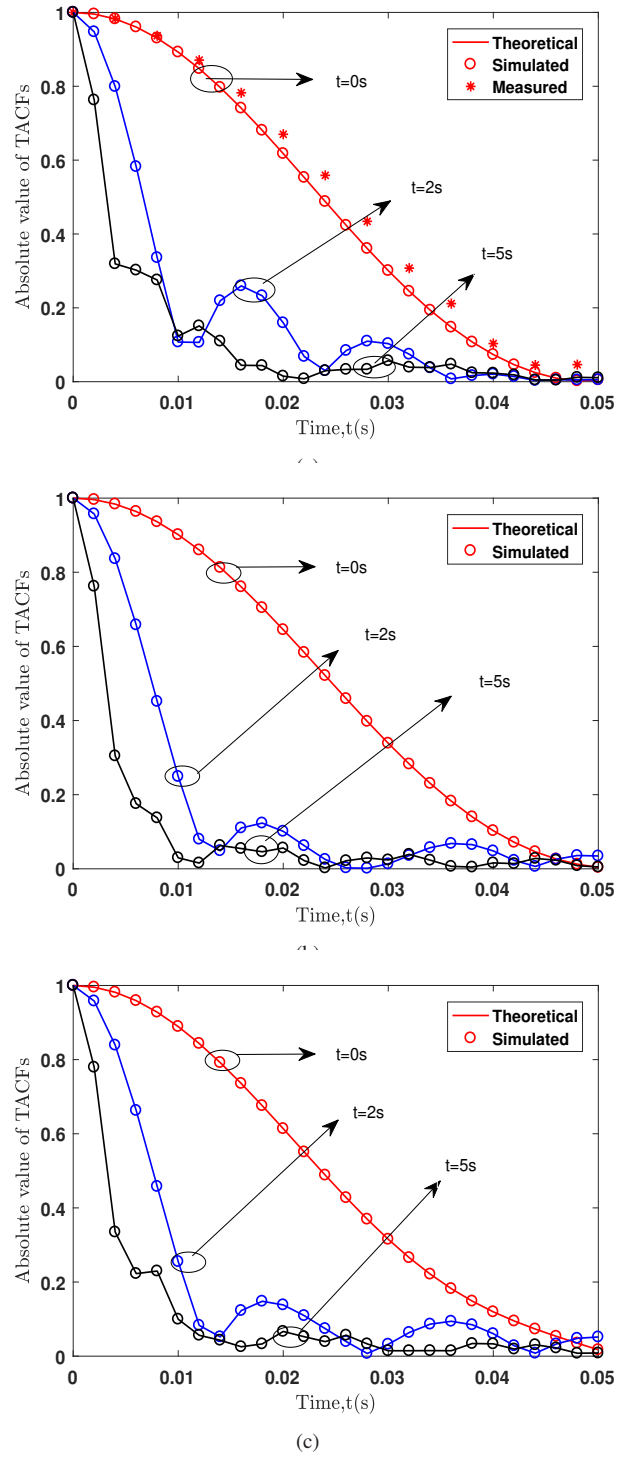 Theoretical
Simulated
Measured
t=0s
t=2s
t=5s
Absolute value of TACFs
1
0.8
0.6
0.4
0.2
0
0 0.01 0.02 0.03 0.04 0.05
Time,t(s)
Theoretical
Simulated
t=0s
t=2s
t=5s
Absolute value of TACFs
1
0.8
0.6
0.4
0.2
0
0 0.01 0.02 0.03 0.04 0.05
Time,t(s)
Theoretical
Simulated
t=0s
t=2s
t=5s
Absolute value of TACFs
1
0.8
0.6
0.4
0.2
0
0 0.01 0.02 0.03 0.04 0.05
Time,t(s)
(c)